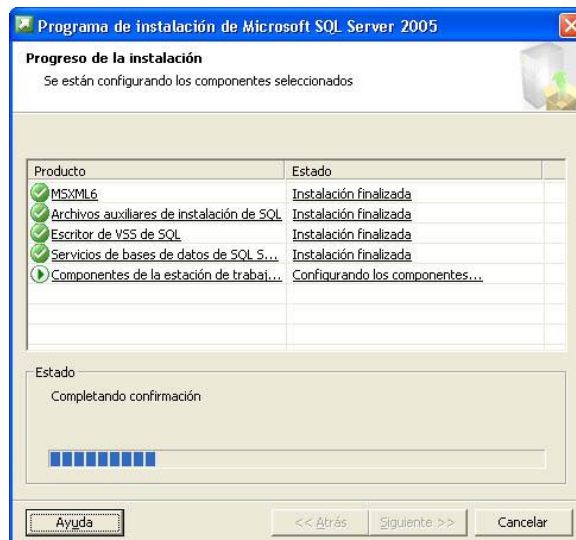 Programa de instalación de Microsoft SQL Server 2005
Progreso de la instalación
Se están configurando los componentes seleccionados
Producto Estado
MSXML6 Instalación finalizada
Archivos auxiliares de instalación de SQL Instalación finalizada
Escritor de VSS de SQL Instalación finalizada
Servicios de bases de datos de SQL S... Instalación finalizada
Componentes de la estación de trabaj... Configurando los componentes...
Estado
Completando confirmación
Ayuda << Atrás Siguiente >> Cancelar